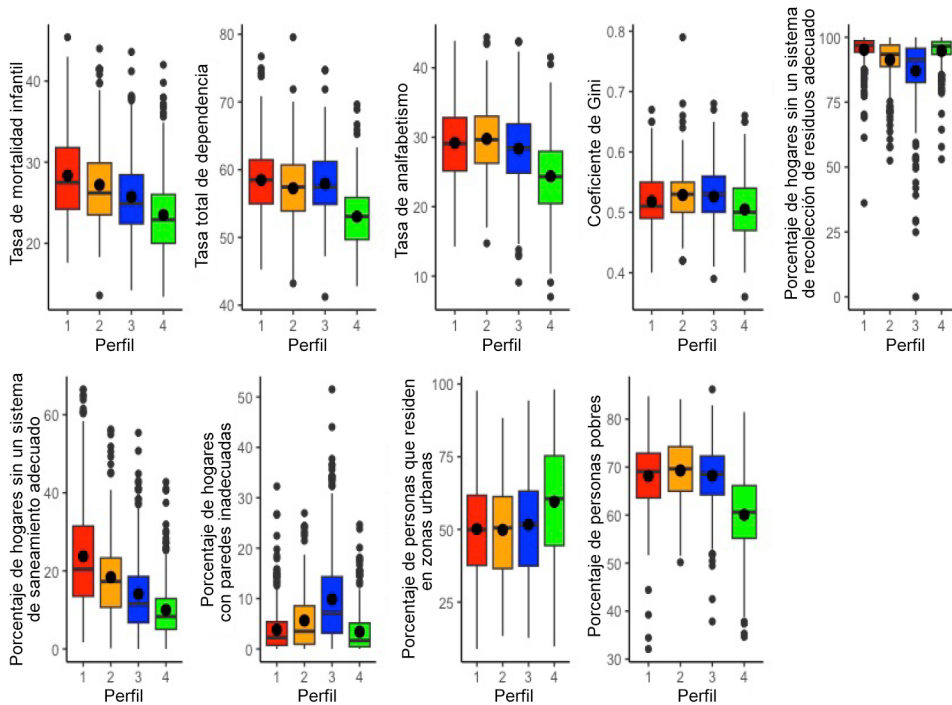 Tasa de mortalidad infantil
40
30
20
1 2 3 4
Perfil
Tasa total de dependencia
80
70
60
50
40
1 2 3 4
Perfil
Tasa de analfabetismo
40
30
20
10
1 2 3 4
Perfil
Coeficiente de Gini
0.8
0.7
0.6
0.5
0.4
1 2 3 4
Perfil
Porcentaje de hogares sin un sistema
de recolección de residuos adecuado
100
75
50
25
0
1 2 3 4
Perfil
Porcentaje de hogares sin un sistema
de saneamiento adecuado
60
40
20
0
1 2 3 4
Perfil
Porcentaje de hogares
con paredes inadecuadas
50
40
30
20
10
0
1 2 3 4
Perfil
Porcentaje de personas que residen
en zonas urbanas
100
75
50
25
1 2 3 4
Perfil
Porcentaje de personas pobres
90
80
70
60
50
40
30
1 2 3 4
Perfil